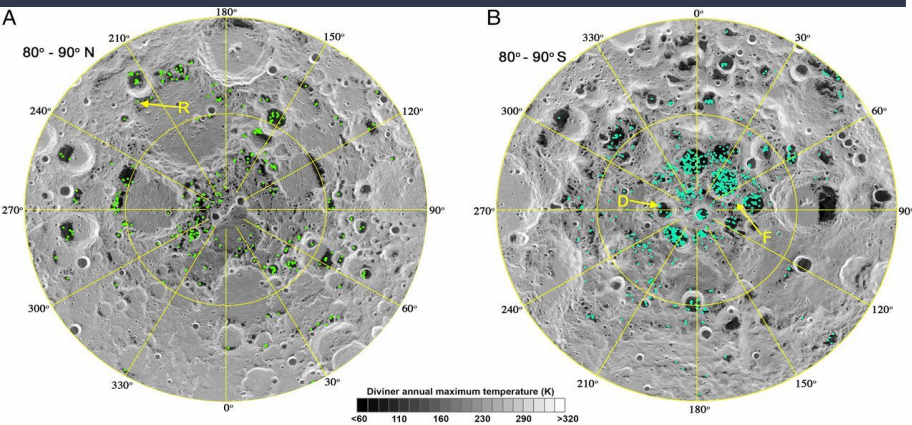 A
80° - 90° N
180°
210°
150°
240°
120°
R
270°
90°
300°
60°
330°
30°
0°
B
80° - 90° S
0°
330°
30°
300°
60°
D
F
270°
90°
240°
120°
210°
150°
180°
Diviner annual maximum temperature (K)
<60 110 160 230 290 >320